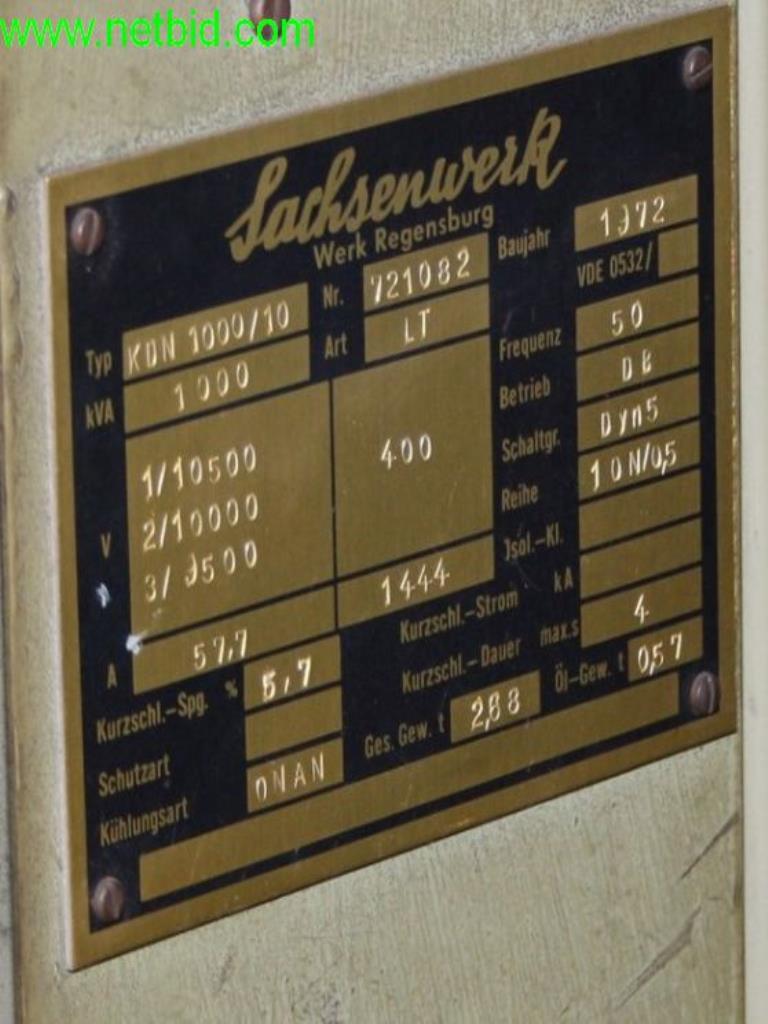 www.netbid.com
Sachsenwerk
Werk Regensburg
Typ KDN 1000/10 Nr. 721082 Baujahr 1972
kVA 1000 Art LT VDE 0532/
V 1/10500 400 Frequenz 50
2/10000 Betrieb DB
3/ 9500 Schaltgr. Dyn5
Reihe 10N/0,5
A 57,7 1444 Isol.-Kl.
Kurzschl.-Strom kA
Kurzschl.-Spg. % 5,7 Kurzschl.-Dauer max.s 4
Schutzart Ges. Gew. t 2,88 Öl-Gew. t 0,57
Kühlungsart ONAN